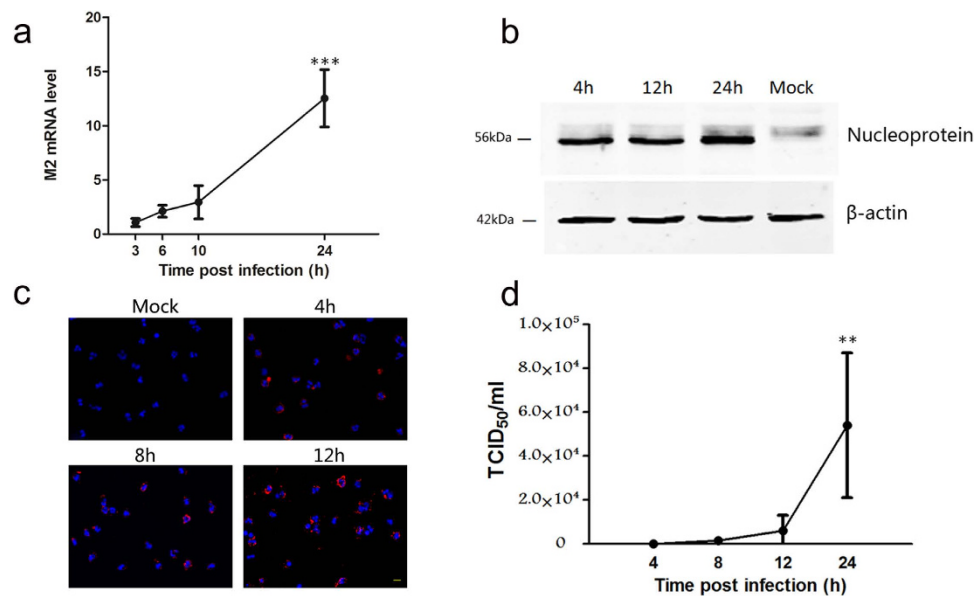 a
20
15
10
5
0
M2 mRNA level
***
3 6 10 24
Time post infection (h)
b
4h 12h 24h Mock
56kDa
Nucleoprotein
42kDa
β-actin
c
Mock 4h
8h 12h
d
1.0×10⁵
8.0×10⁴
6.0×10⁴
4.0×10⁴
2.0×10⁴
0
TCID₅₀/ml
**
4 8 12 24
Time post infection (h)